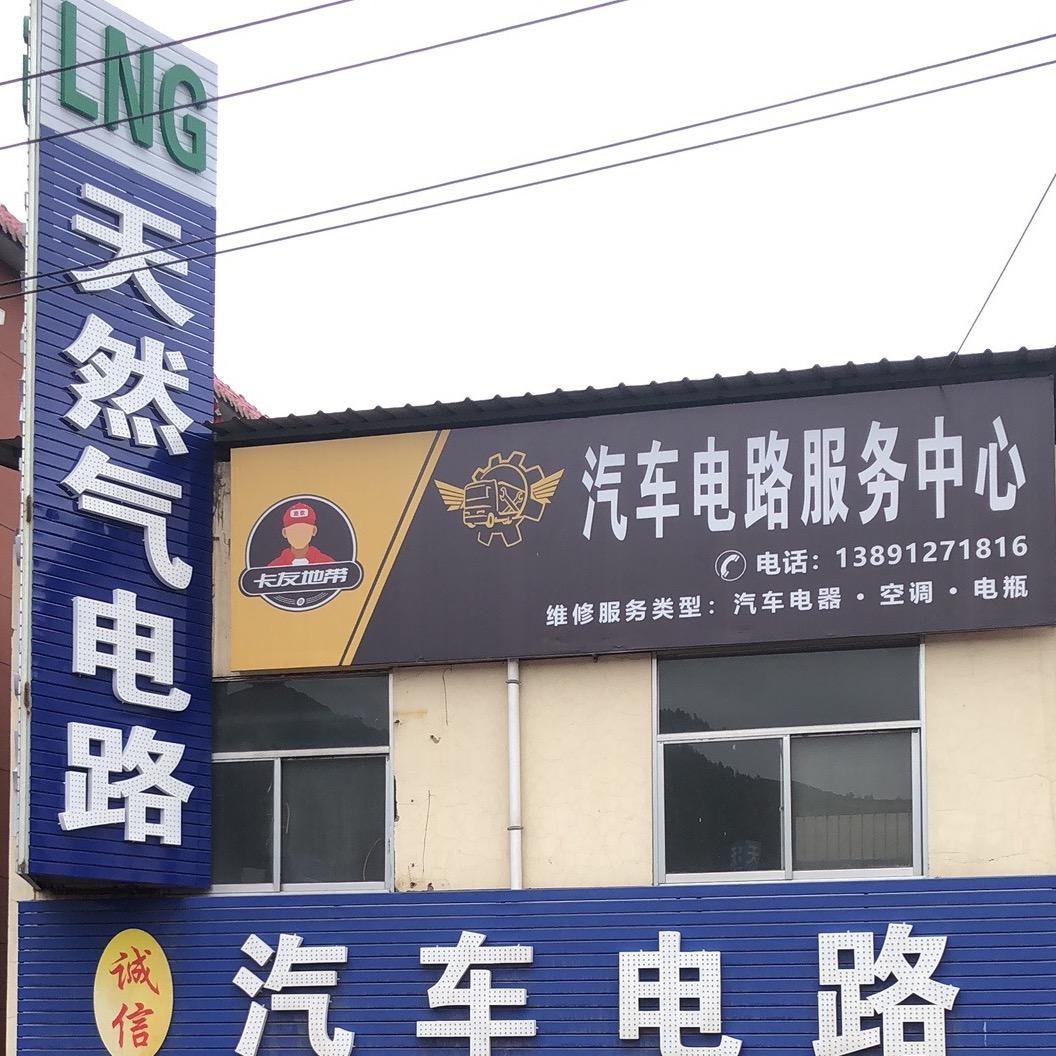 LNG
天然气电路
汽车电路服务中心
电话：13891271816
维修服务类型：汽车电器·空调·电瓶
卡友地带
诚信
汽车电路